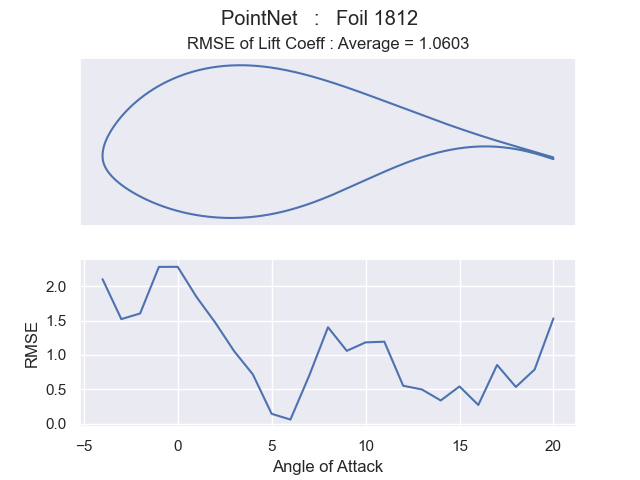 PointNet   :   Foil 1812
RMSE of Lift Coeff : Average = 1.0603
2.0
1.5
1.0
0.5
0.0
RMSE
−5 0 5 10 15 20
Angle of Attack